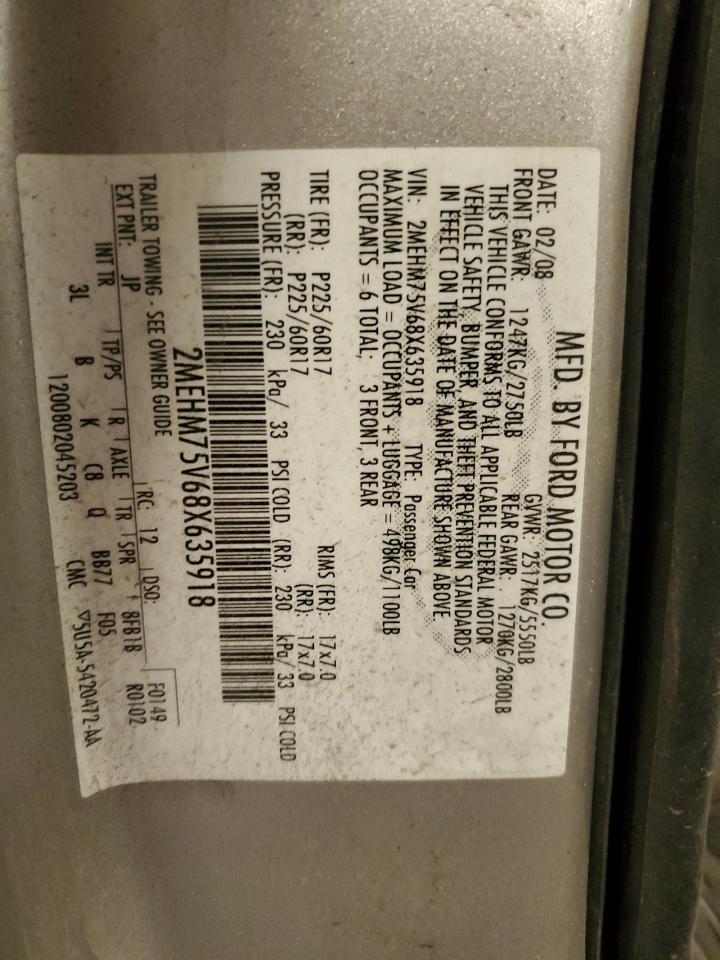 MFD. BY FORD MOTOR CO.
DATE: 02/08 GVWR: 2517KG/5550LB
FRONT GAWR: 1247KG/2750LB REAR GAWR: 1270KG/2800LB
THIS VEHICLE CONFORMS TO ALL APPLICABLE FEDERAL MOTOR
VEHICLE SAFETY, BUMPER, AND THEFT PREVENTION STANDARDS
IN EFFECT ON THE DATE OF MANUFACTURE SHOWN ABOVE.
VIN: 2MEHM75V68X635918 TYPE: Passenger Car
MAXIMUM LOAD = OCCUPANTS + LUGGAGE = 498KG/1100LB
OCCUPANTS = 6 TOTAL; 3 FRONT, 3 REAR
TIRE (FR): P225/60R17 RIMS (FR): 17x7.0
(RR): P225/60R17 (RR): 17x7.0
PRESSURE (FR): 230 kPa/ 33 PSI COLD (RR): 230 kPa/ 33 PSI COLD
2MEHM75V68X635918
TRAILER TOWING - SEE OWNER GUIDE
F0149
EXT PNT: JP RC: 12 DSO: R0102
INT TR TP/PS R AXLE TR SPR 8FB1B
3L B K C8 Q BB77 F05
1200802045203 CMC ▽5U5A-5420472-AA